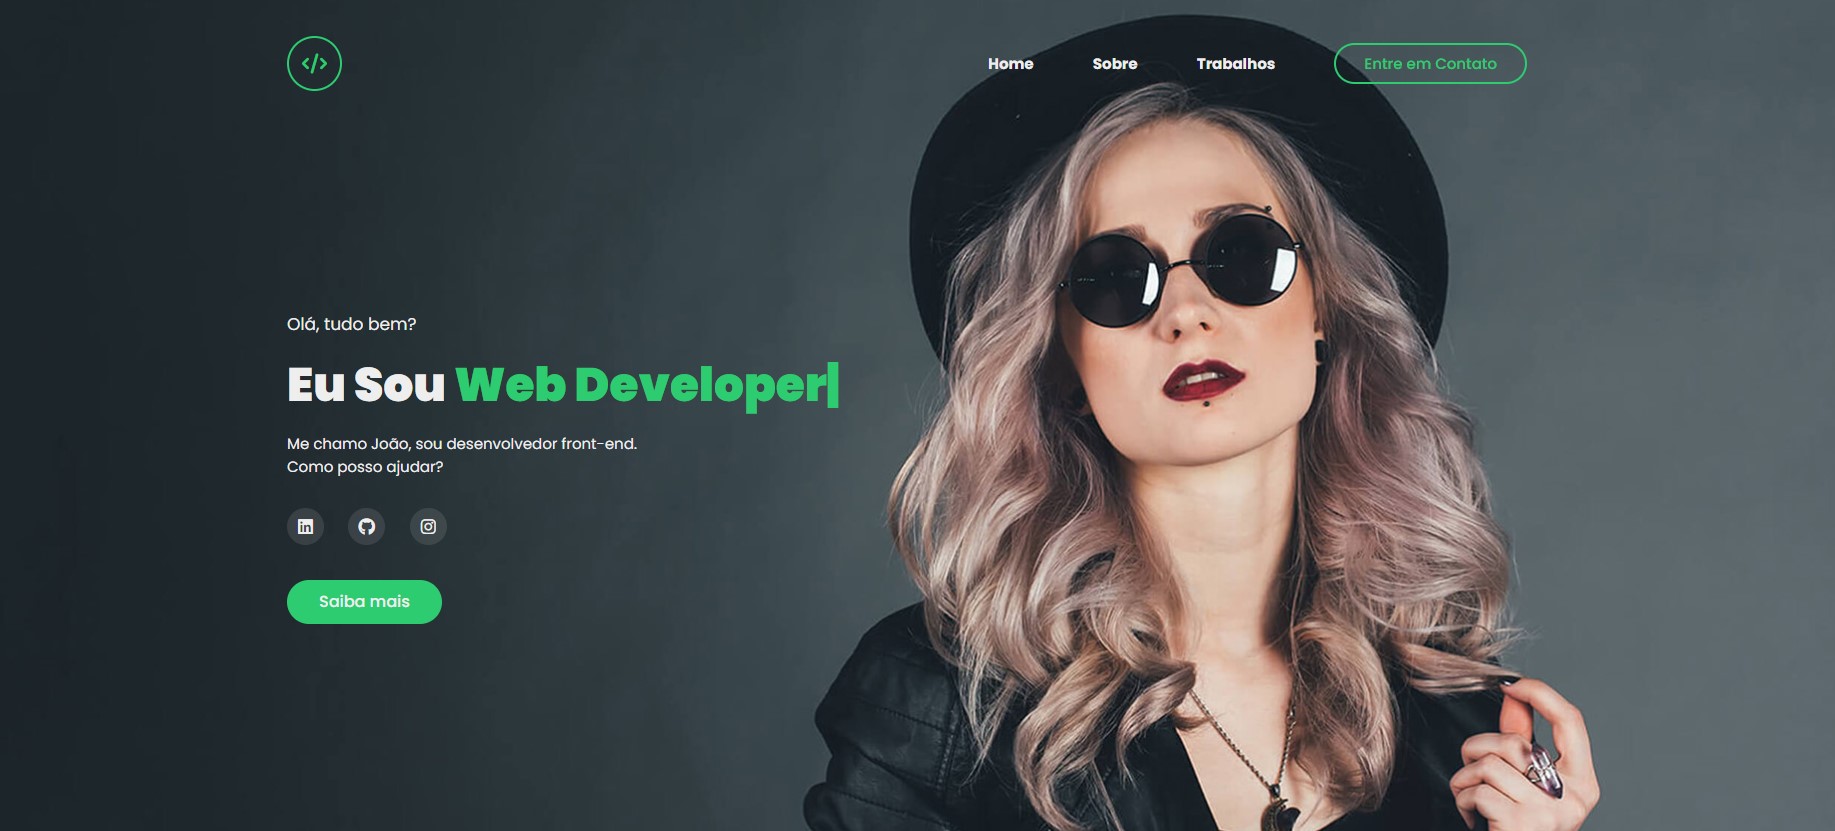 </>
Home Sobre Trabalhos Entre em Contato
Olá, tudo bem?
Eu Sou Web Developer|
Me chamo João, sou desenvolvedor front-end.
Como posso ajudar?
in
Saiba mais